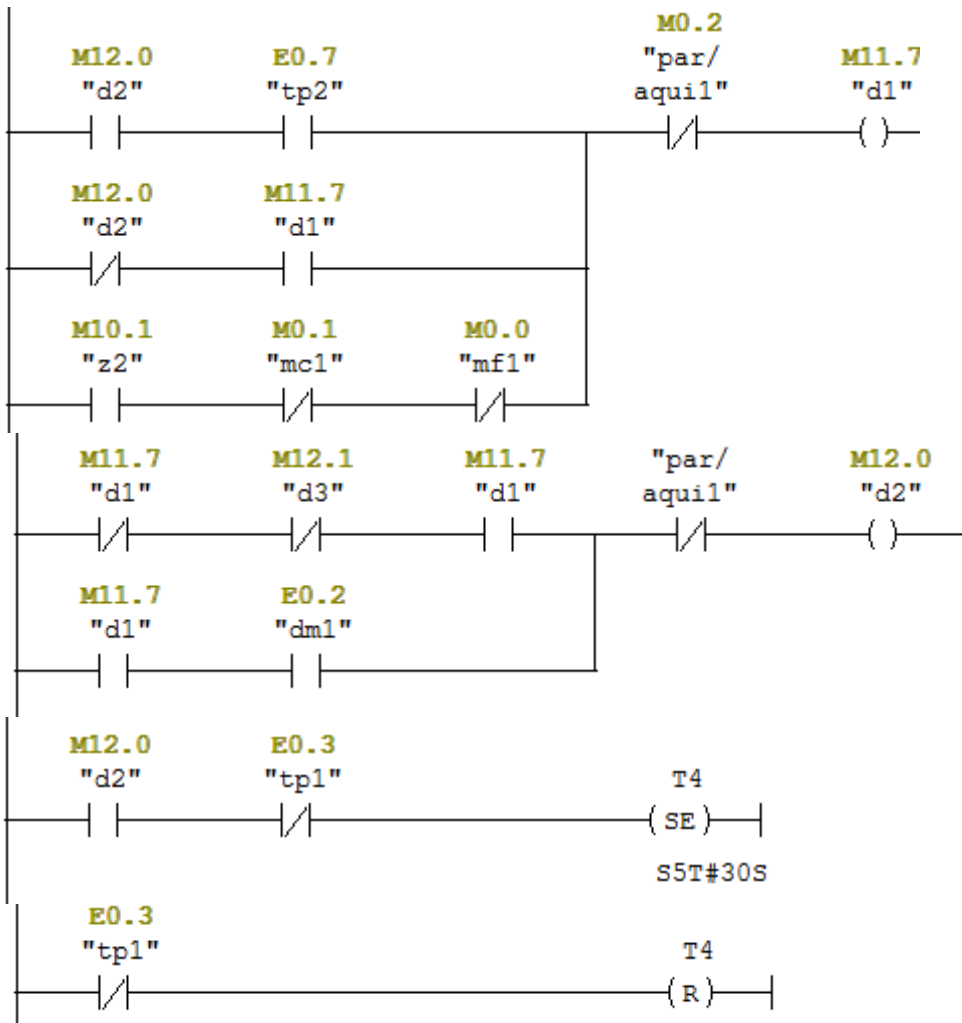 M0.2
M12.0 E0.7 "par/ M11.7
"d2" "tp2" aqui1" "d1"
( )
M12.0 M11.7
"d2" "d1"
M10.1 M0.1 M0.0
"z2" "mc1" "mf1"
M11.7 M12.1 M11.7 "par/ M12.0
"d1" "d3" "d1" aqui1" "d2"
( )
M11.7 E0.2
"d1" "dm1"
M12.0 E0.3
"d2" "tp1" T4
(SE)
S5T#30S
E0.3
"tp1" T4
(R)